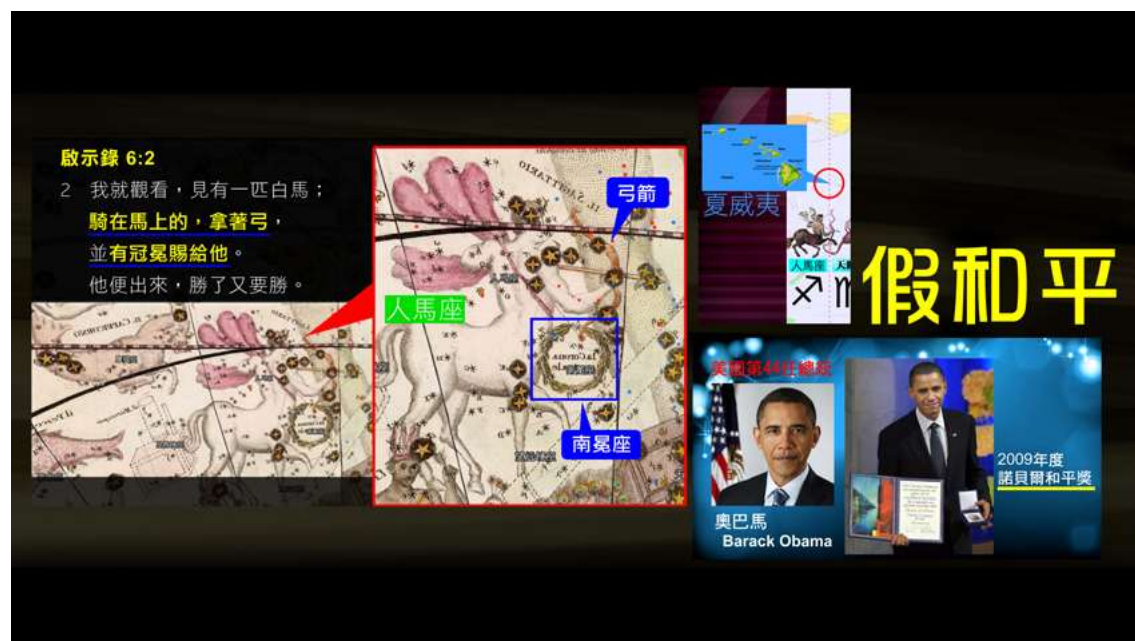 啟示錄 6:2
2 我就觀看，見有一匹白馬；
騎在馬上的，拿著弓，
並有冠冕賜給他。
他便出來，勝了又要勝。
弓箭
人馬座
南冕座
夏威夷
人馬座
假和平
美國第44任總統
奧巴馬
Barack Obama
2009年度
諾貝爾和平獎